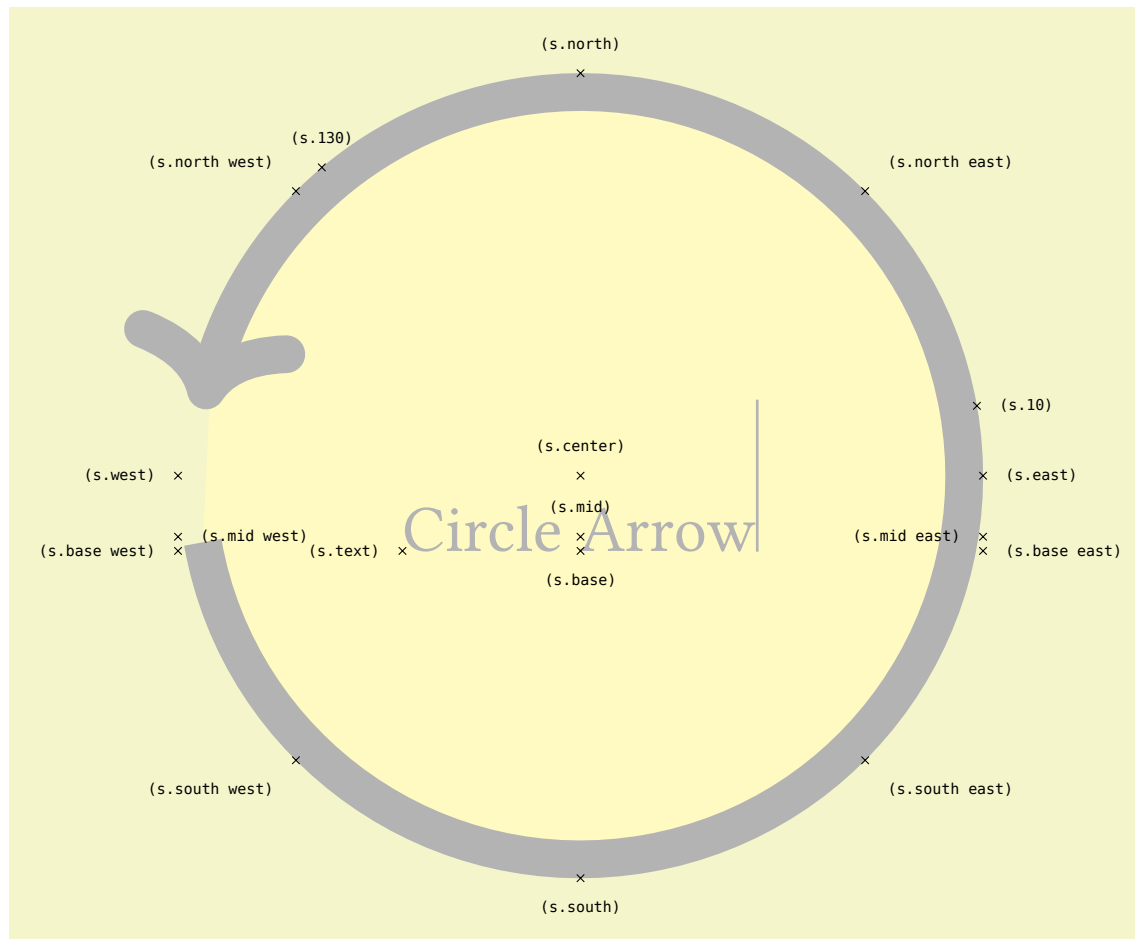 (s.north)
(s.130)
(s.north west)
(s.north east)
(s.10)
(s.center)
(s.west)
(s.east)
(s.mid)
Circle Arrow
(s.mid west)
(s.mid east)
(s.base west)
(s.text)
(s.base east)
(s.base)
(s.south west)
(s.south east)
(s.south)